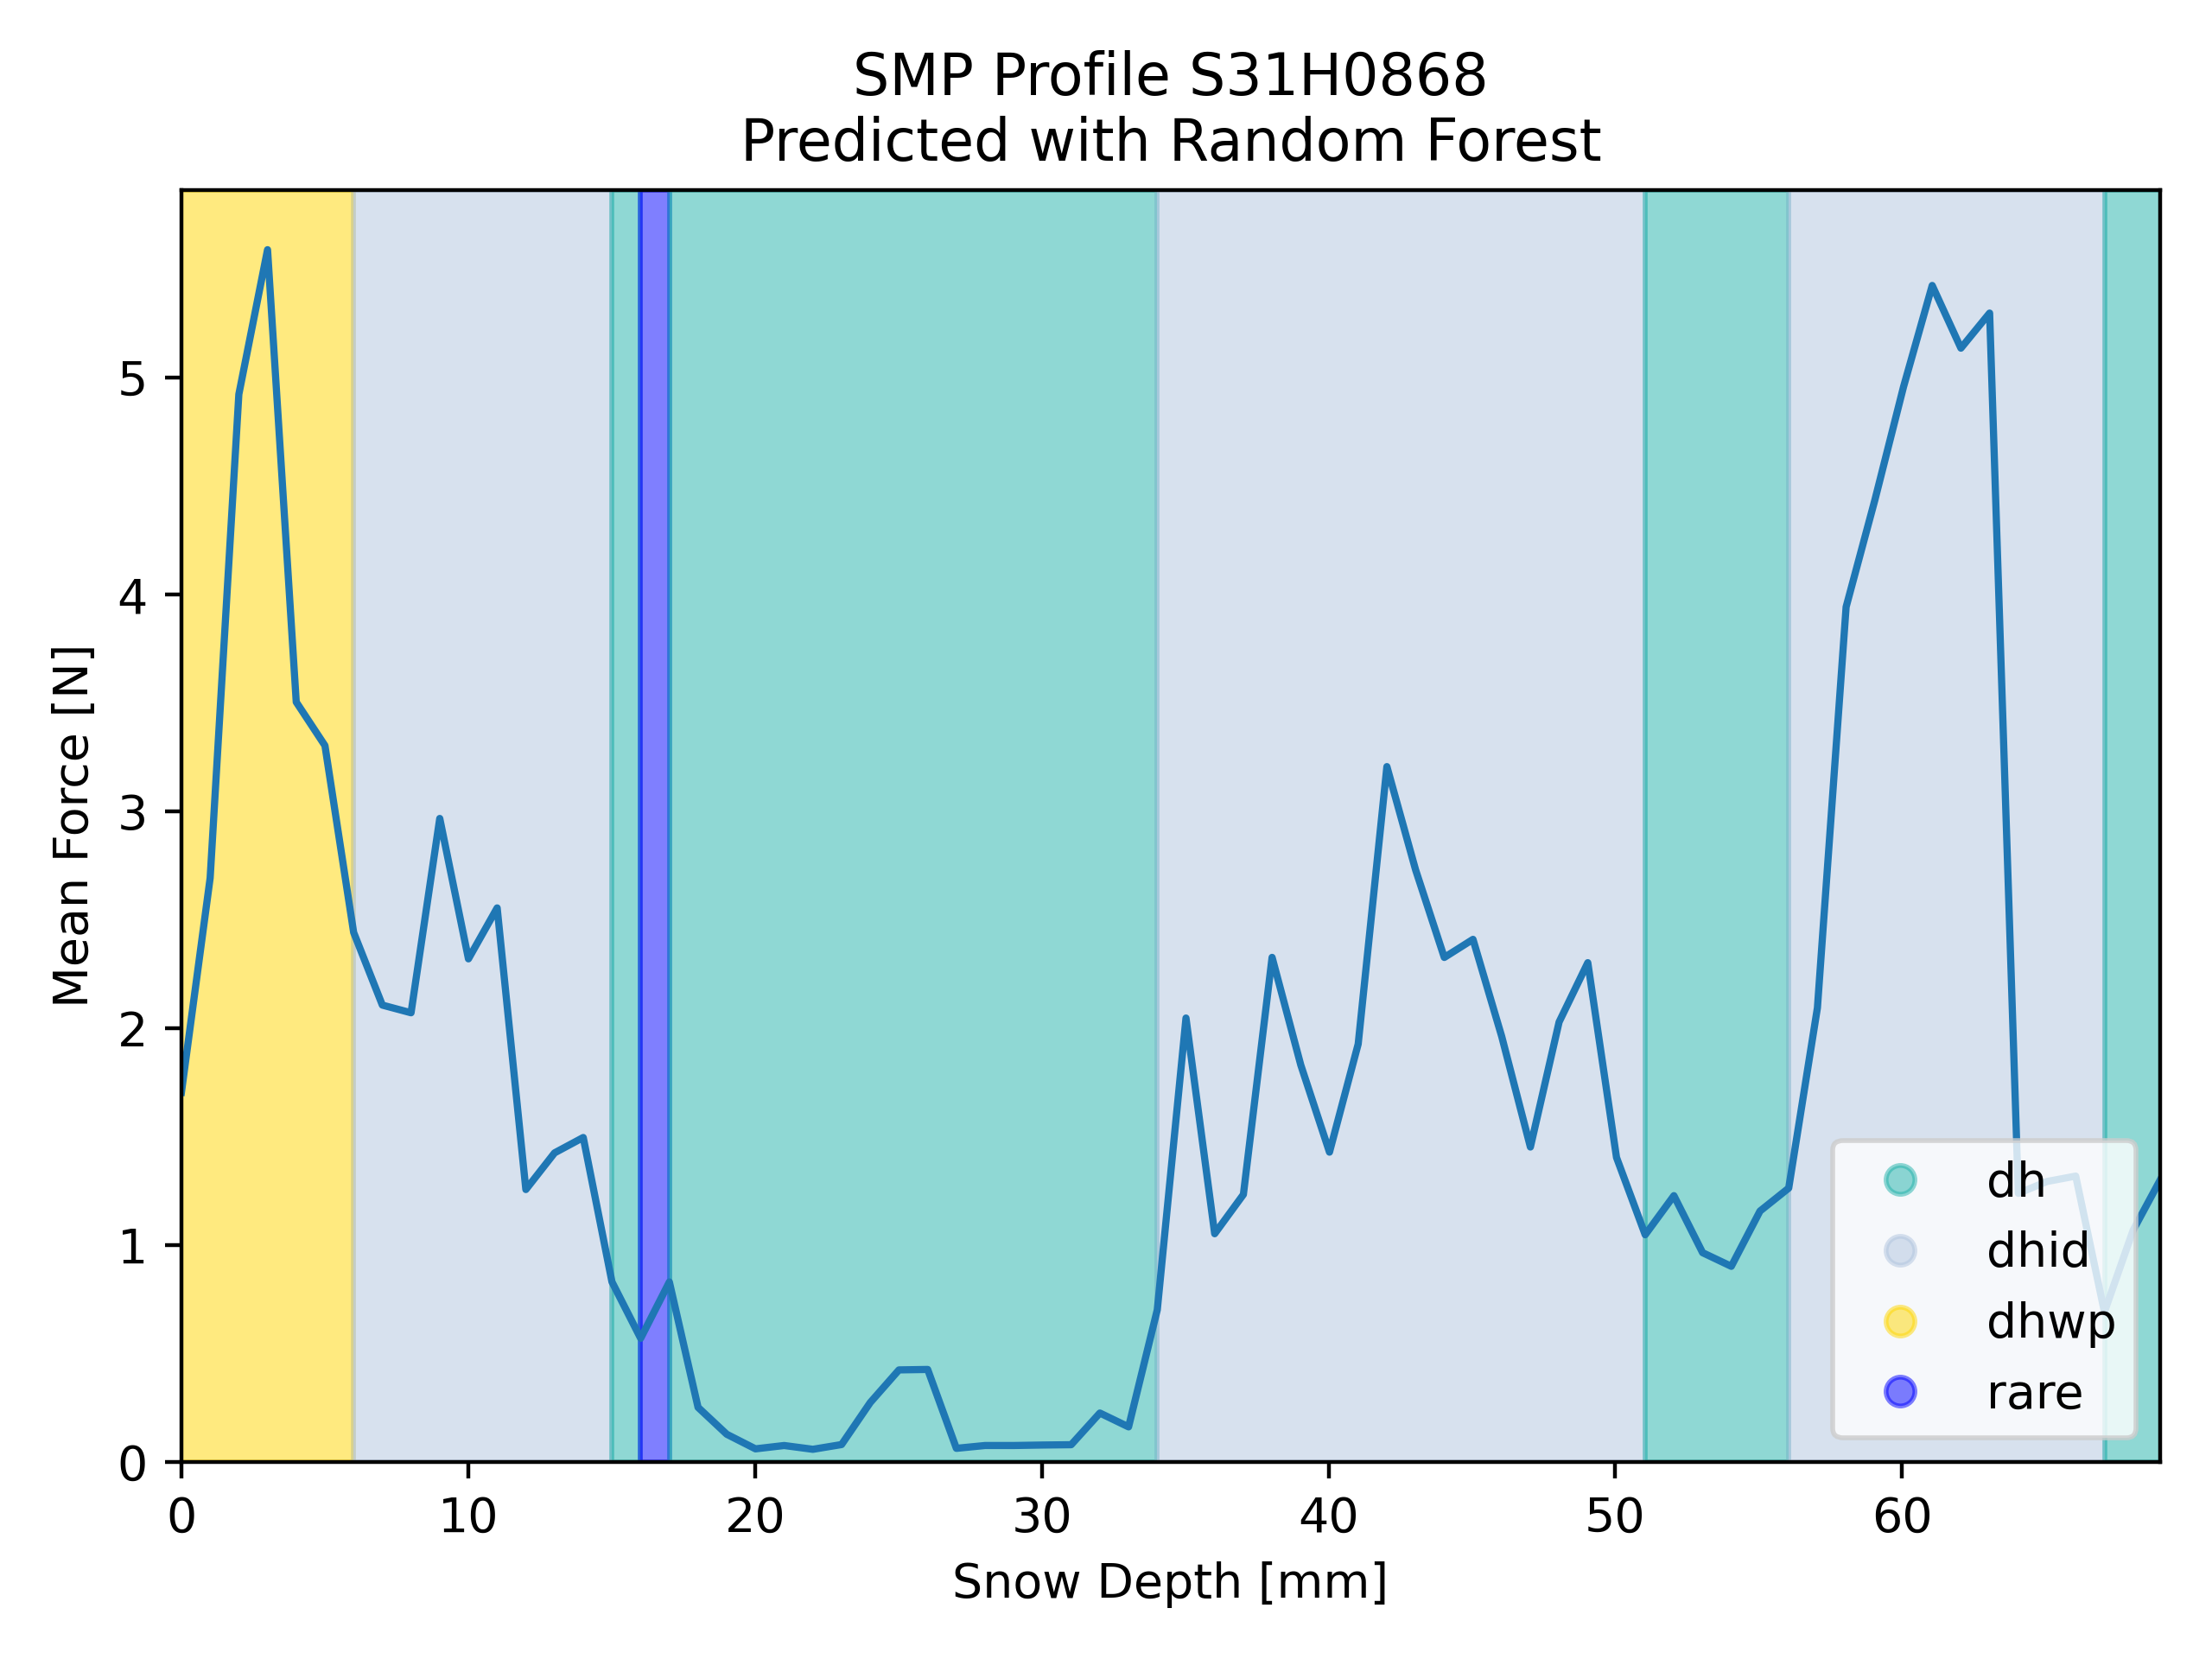 SMP Profile S31H0868
Predicted with Random Forest
Mean Force [N]
5
4
3
2
1
0
dh
dhid
dhwp
rare
0 10 20 30 40 50 60
Snow Depth [mm]